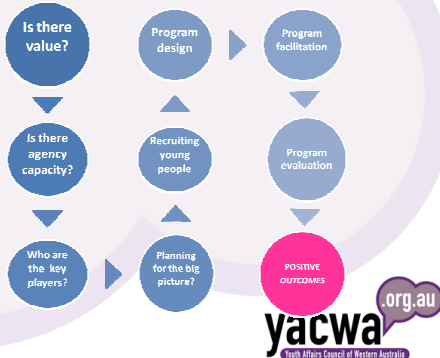 Is there
value?
Is there
agency
capacity?
Who are
the key
players?
Planning
for the big
picture?
Recruiting
young
people
Program
design
Program
facilitation
Program
evaluation
POSITIVE
OUTCOMES
.org.au
yacwa
Youth Affairs Council of Western Australia